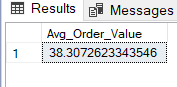 Results Messages
Avg_Order_Value
1 38.3072623343546